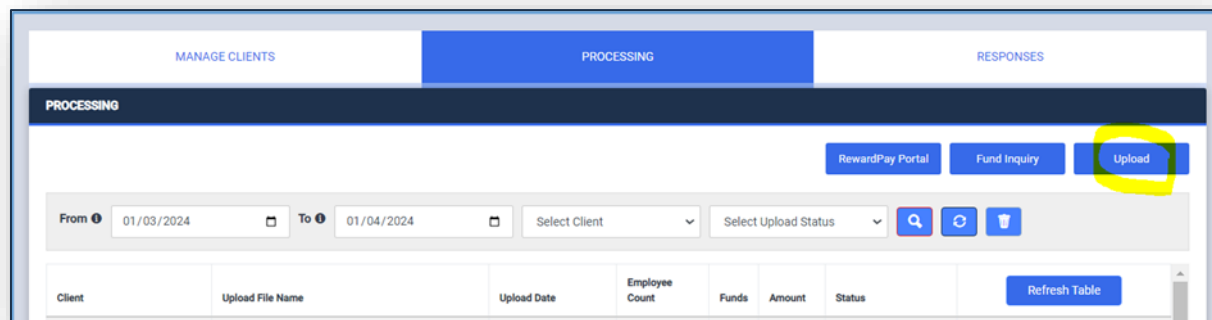 MANAGE CLIENTS
PROCESSING
RESPONSES
PROCESSING
RewardPay Portal
Fund Inquiry
Upload
From 01/03/2024 To 01/04/2024 Select Client Select Upload Status
Client
Upload File Name
Upload Date
Employee
Count
Funds
Amount
Status
Refresh Table